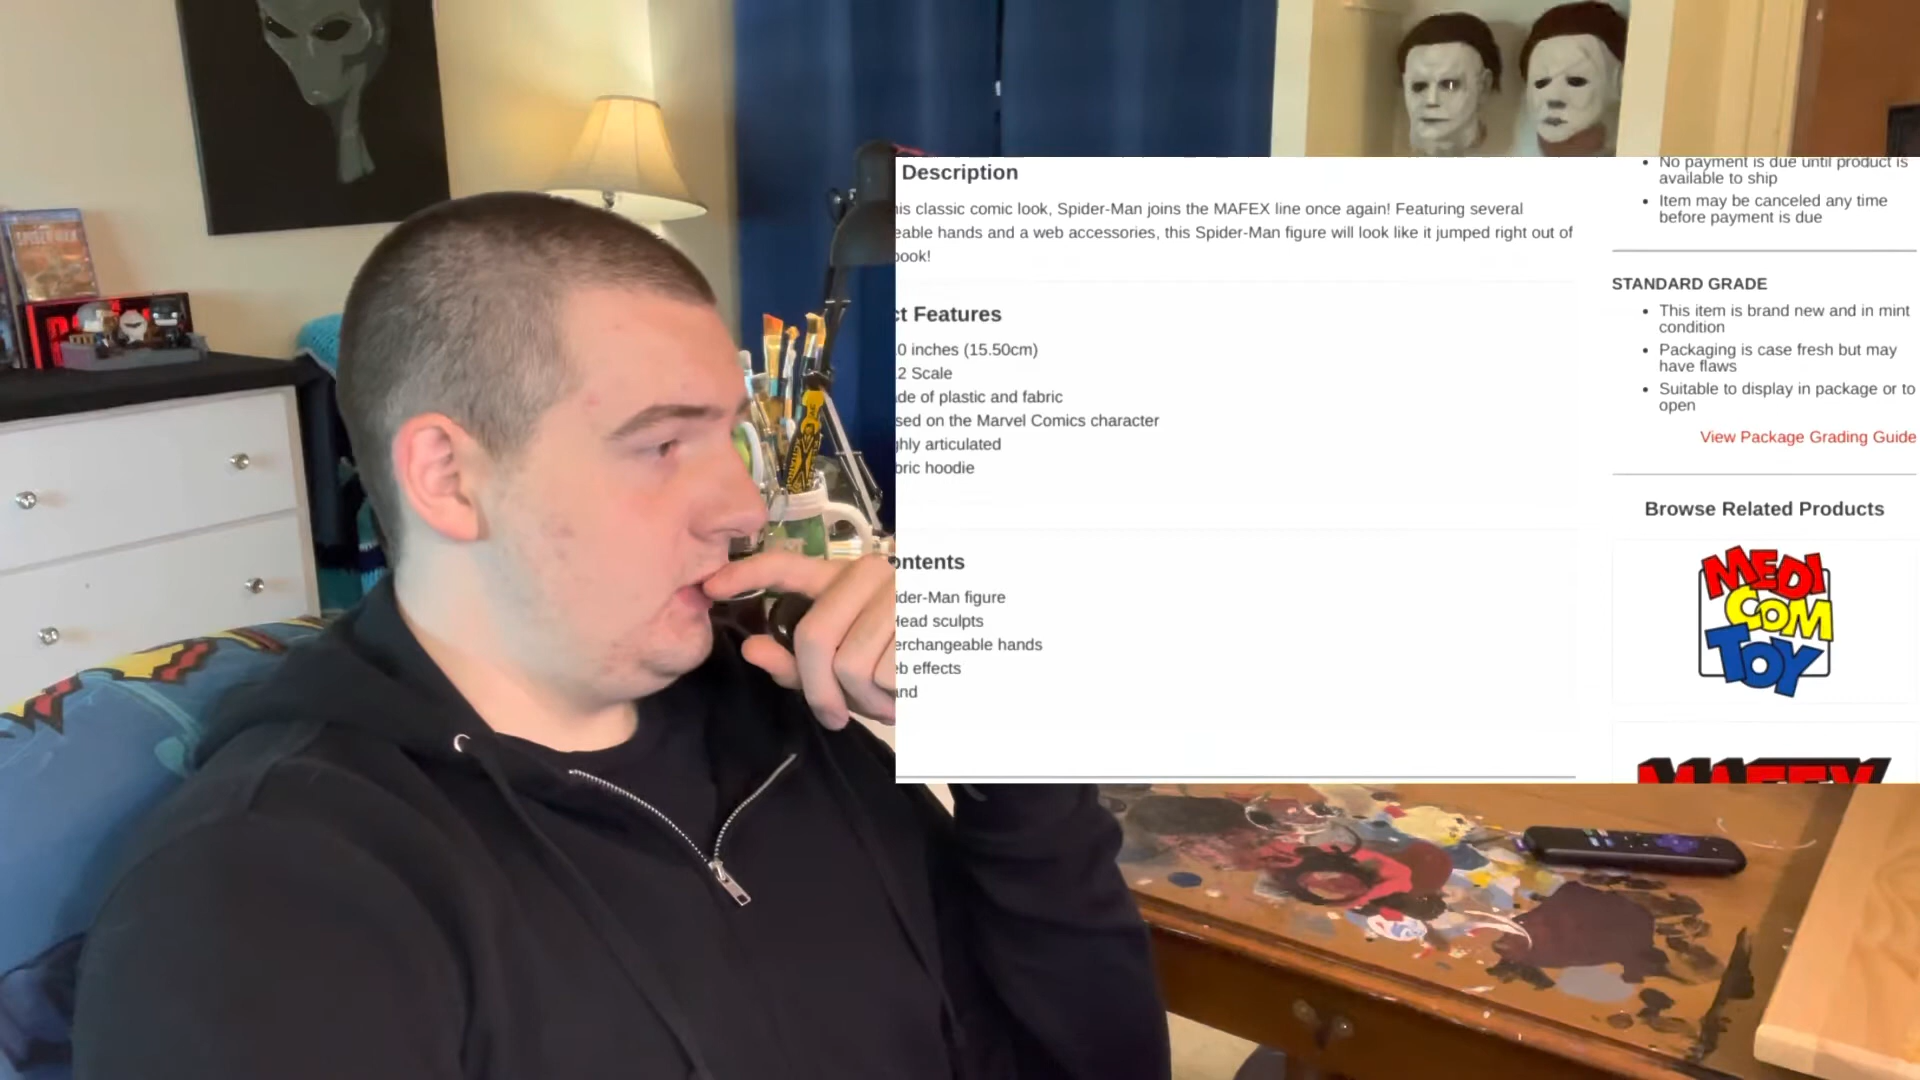 Description
is classic comic look, Spider-Man joins the MAFEX line once again! Featuring several
eable hands and a web accessories, this Spider-Man figure will look like it jumped right out of
book!
ct Features
0 inches (15.50cm)
2 Scale
de of plastic and fabric
sed on the Marvel Comics character
hly articulated
bric hoodie
ontents
ider-Man figure
Head sculpts
erchangeable hands
eb effects
and
No payment is due until product is
available to ship
Item may be canceled any time
before payment is due
STANDARD GRADE
This item is brand new and in mint
condition
Packaging is case fresh but may
have flaws
Suitable to display in package or to
open
View Package Grading Guide
Browse Related Products
MEDI
COM
TOY
MAFEX